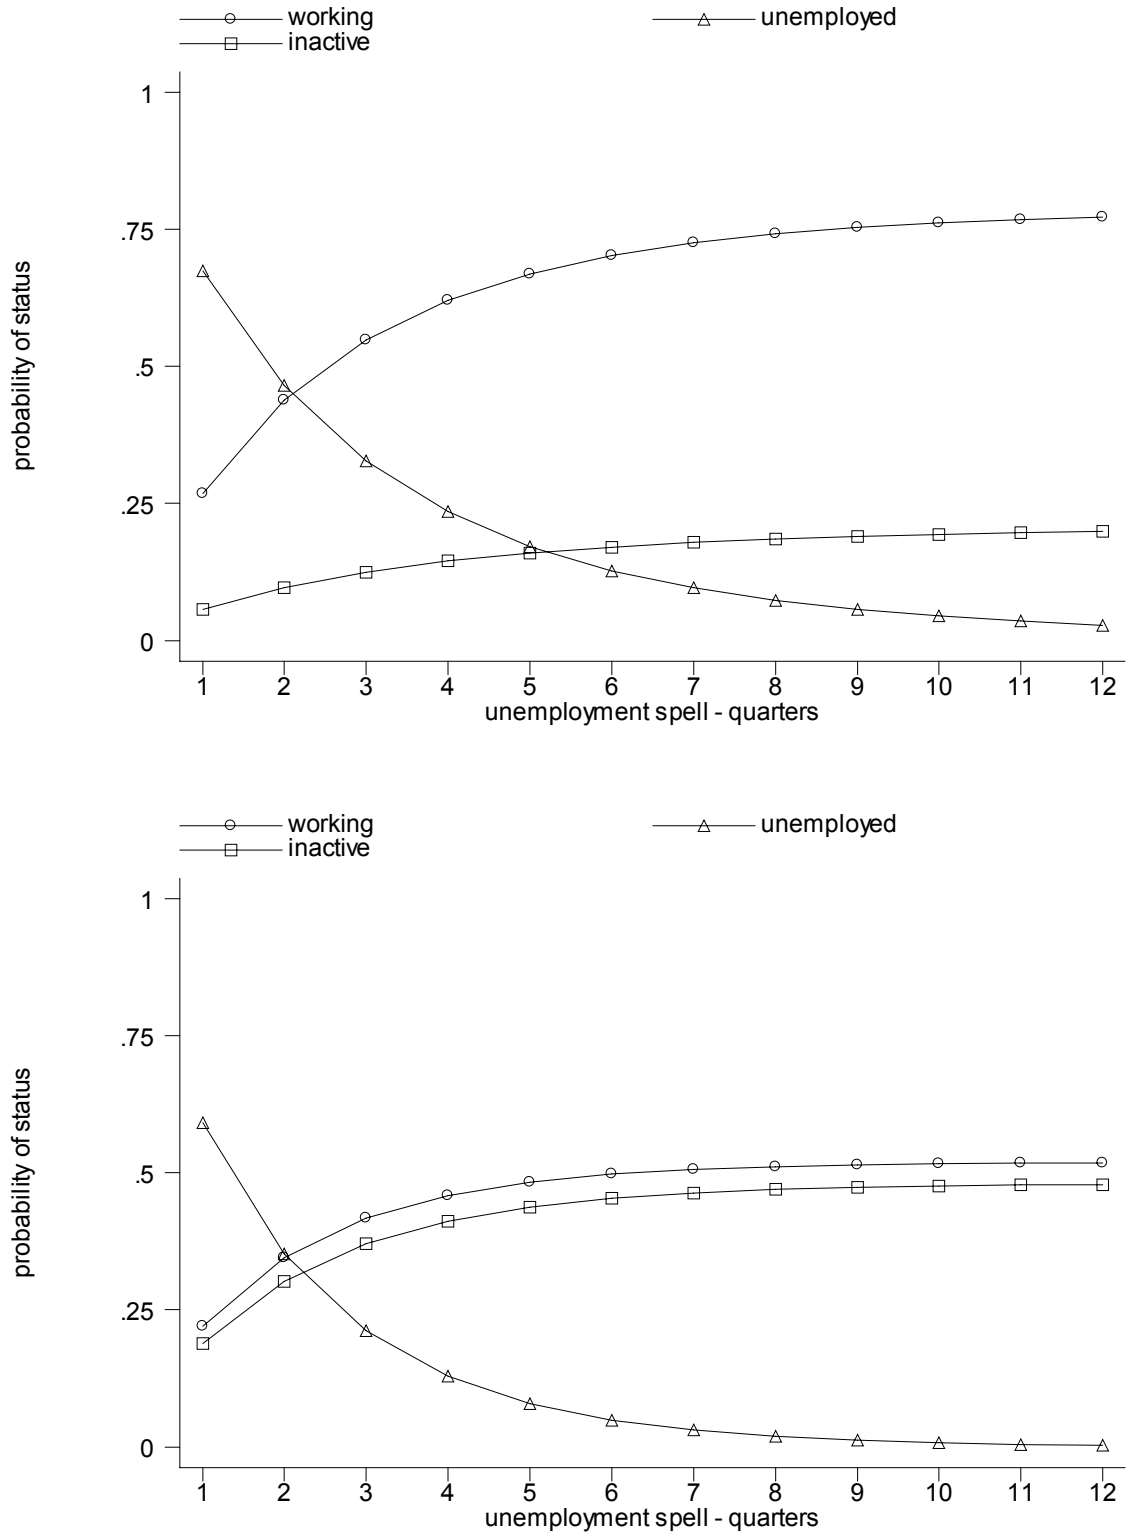 working unemployed
inactive
1
.75
.5
.25
0
probability of status
1 2 3 4 5 6 7 8 9 10 11 12
unemployment spell - quarters
working unemployed
inactive
1
.75
.5
.25
0
probability of status
1 2 3 4 5 6 7 8 9 10 11 12
unemployment spell - quarters